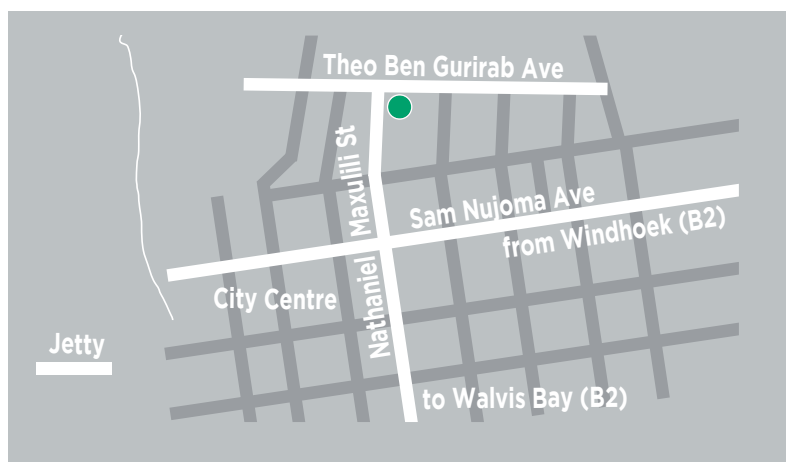 Theo Ben Gurirab Ave
Nathaniel Maxulili St
Sam Nujoma Ave
from Windhoek (B2)
City Centre
Jetty
to Walvis Bay (B2)